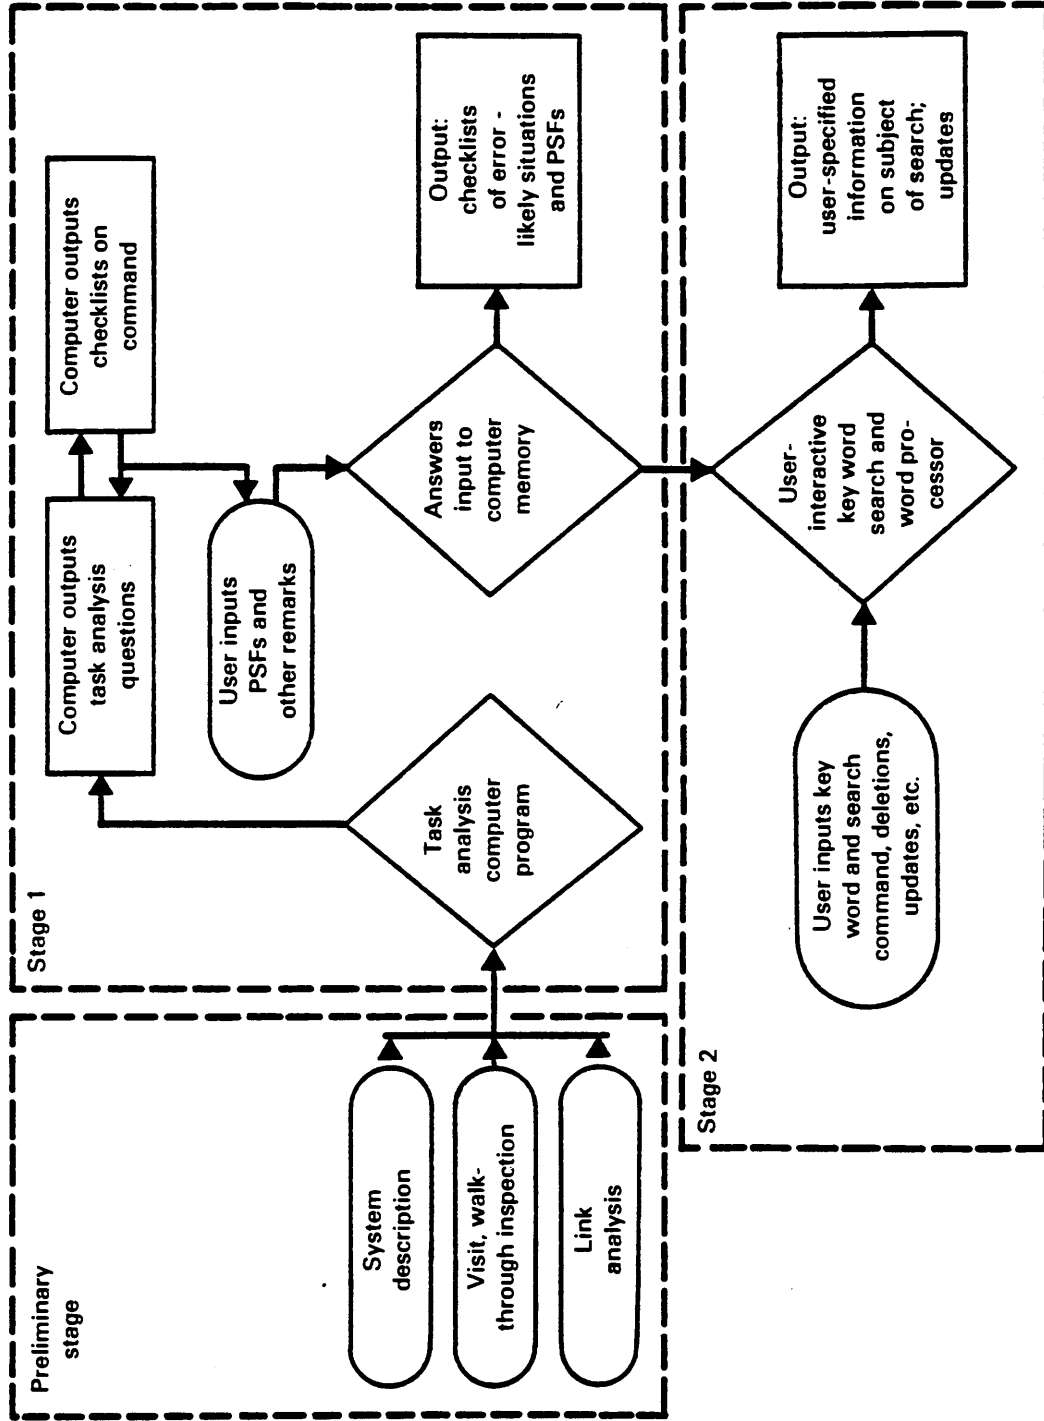 Preliminary
stage
System
description
Visit, walk-
through inspection
Link
analysis
Stage 1
Task
analysis
computer
program
Computer outputs
task analysis
questions
Computer outputs
checklists on
command
User inputs
PSFs and
other remarks
Answers
input to
computer
memory
Output:
checklists
of error -
likely situations
and PSFs
Stage 2
User inputs key
word and search
command, deletions,
updates, etc.
User-
interactive
key word
search and
word pro-
cessor
Output:
user-specified
information
on subject
of search;
updates